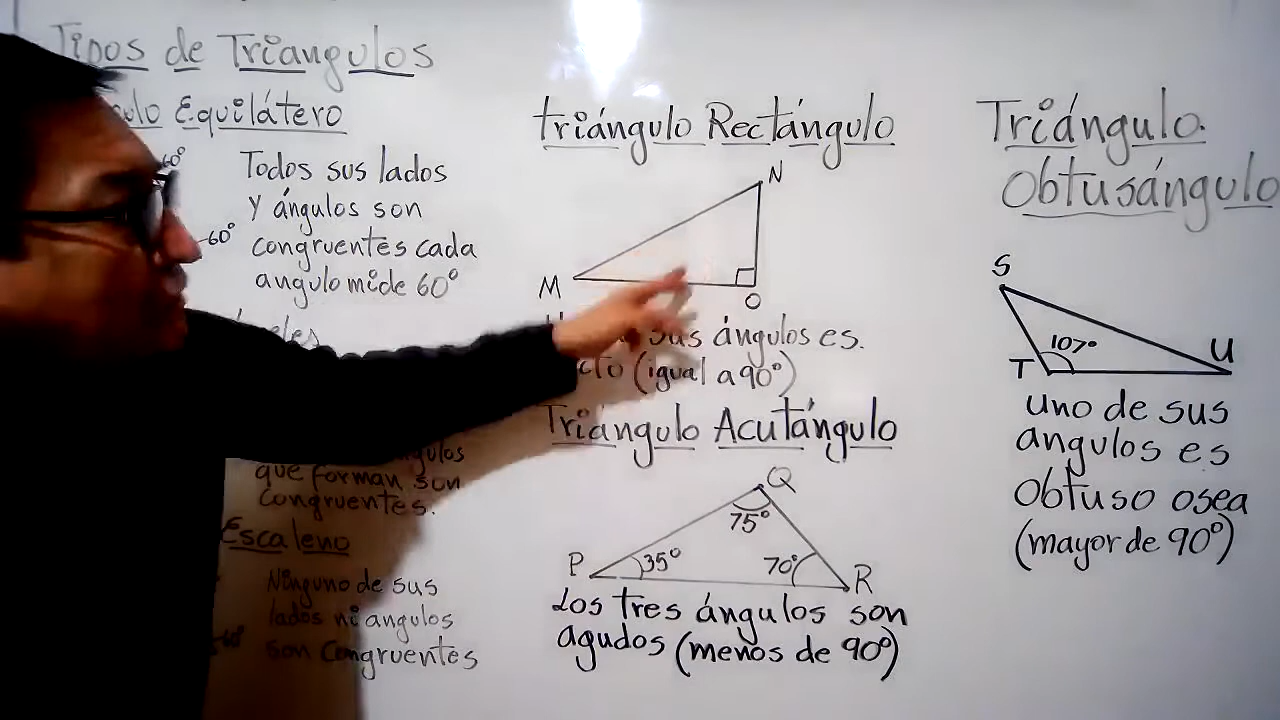 Tipos de Triangulos
Equilátero
60°
Todos sus lados
y ángulos son
60°
congruentes cada
angulo mide 60°
que forman son
congruentes.
Escaleno
Ninguno de sus
lados ni angulos
son congruentes
triángulo Rectángulo
N
M
O
sus ángulos es.
(igual a 90°)
Triángulo Acutángulo
Q
75°
P
35°
70°
R
Los tres ángulos son
agudos (menos de 90°)
Triángulo.
Obtusángulo
S
107°
U
T
uno de sus
angulos es
Obtuso osea
(mayor de 90°)